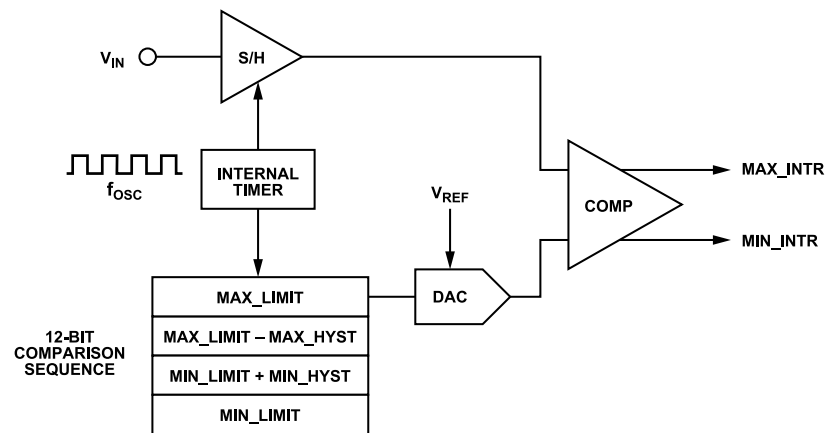 V_IN
S/H
f_OSC
INTERNAL
TIMER
V_REF
COMP
MAX_INTR
MIN_INTR
DAC
12-BIT
COMPARISON
SEQUENCE
MAX_LIMIT
MAX_LIMIT – MAX_HYST
MIN_LIMIT + MIN_HYST
MIN_LIMIT